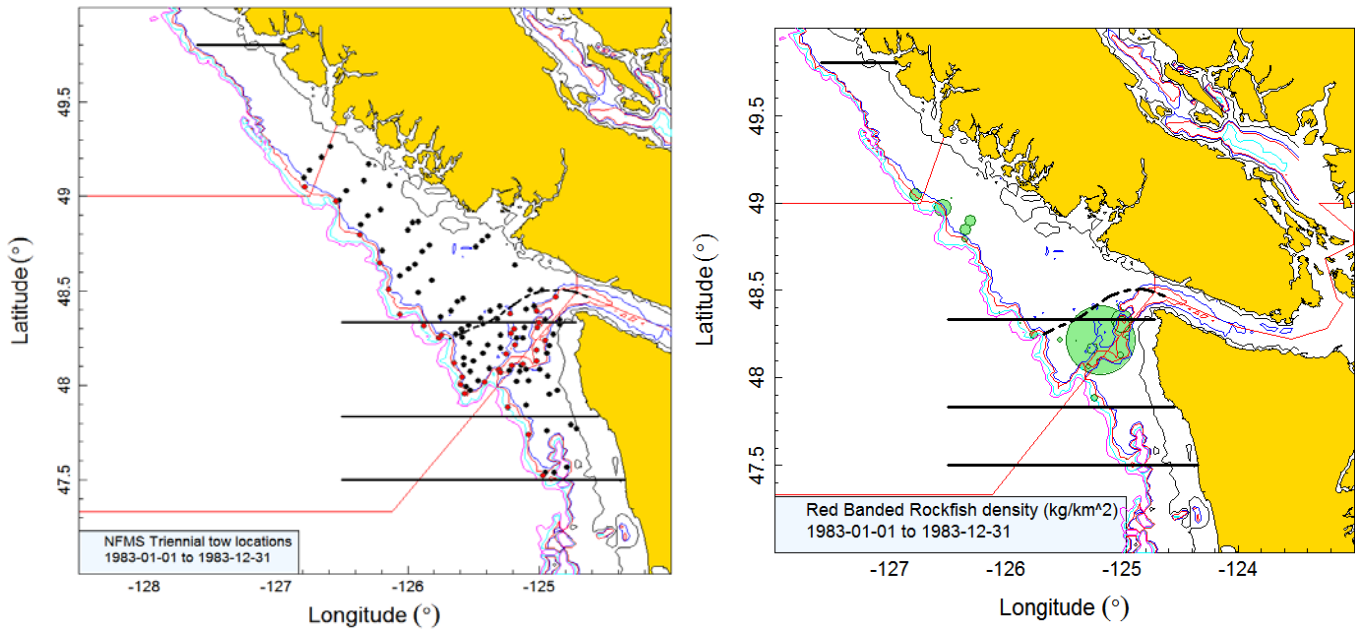 49.5
49
48.5
48
47.5
Latitude (°)
NFMS Triennial tow locations
1983-01-01 to 1983-12-31
-128
-127
-126
-125
Longitude (°)
49.5
49
48.5
48
47.5
Latitude (°)
Red Banded Rockfish density (kg/km^2)
1983-01-01 to 1983-12-31
-127
-126
-125
-124
Longitude (°)